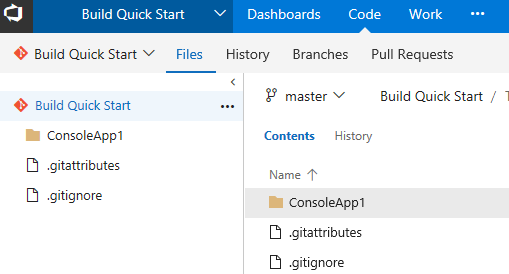 Build Quick Start Dashboards Code Work ...
Build Quick Start Files History Branches Pull Requests
Build Quick Start ...
ConsoleApp1
.gitattributes
.gitignore
master Build Quick Start /
Contents History
Name
ConsoleApp1
.gitattributes
.gitignore